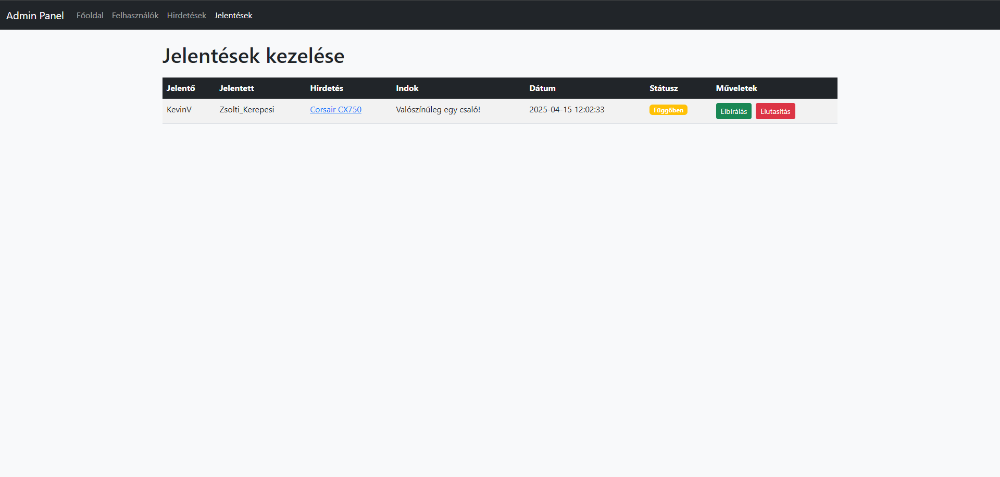 Admin Panel Főoldal Felhasználók Hirdetések Jelentések
Jelentések kezelése
Jelentő Jelentett Hirdetés Indok Dátum Státusz Műveletek
KevinV Zsolti_Kerepesi Corsair CX750 Valószínűleg egy csaló! 2025-04-15 12:02:33 Függőben Elbírálás Elutasítás